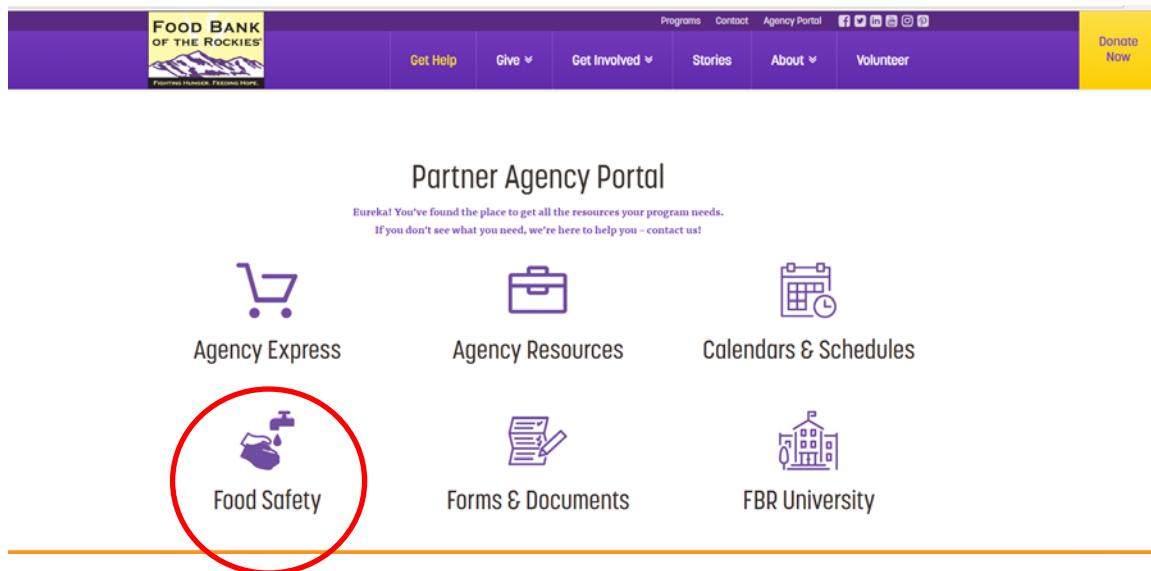 FOOD BANK
OF THE ROCKIES
FIGHTING HUNGER. FEEDING HOPE.
Programs Contact Agency Portal
Get Help Give Get Involved Stories About Volunteer
Donate
Now
Partner Agency Portal
Eureka! You've found the place to get all the resources your program needs.
If you don't see what you need, we're here to help you – contact us!
Agency Express
Agency Resources
Calendars & Schedules
Food Safety
Forms & Documents
FBR University